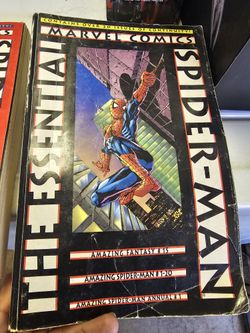 CONTAINS OVER 20 ISSUES OF CONTINUITY!
MARVEL COMICS
THE ESSENTIAL
SPIDER-MAN
AMAZING FANTASY #15
AMAZING SPIDER-MAN #1-20
AMAZING SPIDER-MAN ANNUAL #1